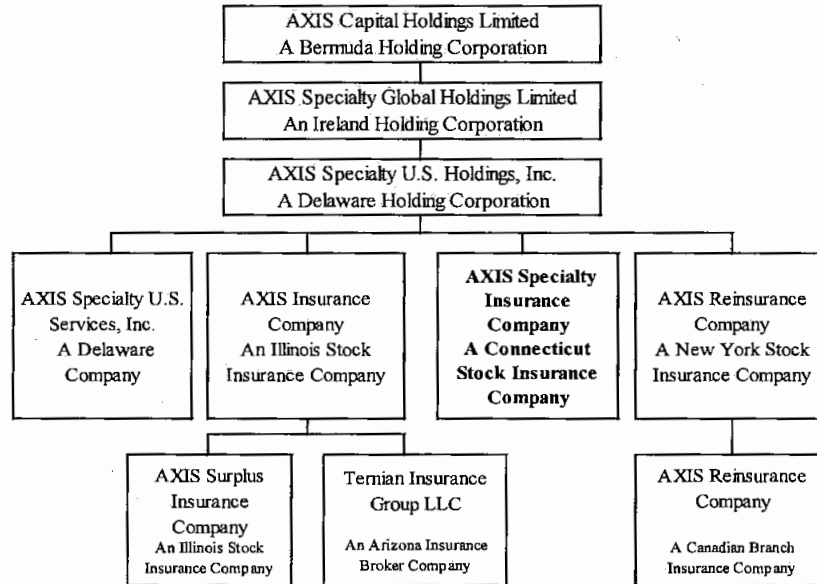 AXIS Capital Holdings Limited
A Bermuda Holding Corporation
AXIS Specialty Global Holdings Limited
An Ireland Holding Corporation
AXIS Specialty U.S. Holdings, Inc.
A Delaware Holding Corporation
AXIS Specialty U.S.
Services, Inc.
A Delaware
Company
AXIS Insurance
Company
An Illinois Stock
Insurance Company
AXIS Specialty
Insurance
Company
A Connecticut
Stock Insurance
Company
AXIS Reinsurance
Company
A New York Stock
Insurance Company
AXIS Surplus
Insurance
Company
An Illinois Stock
Insurance Company
Ternian Insurance
Group LLC
An Arizona Insurance
Broker Company
AXIS Reinsurance
Company
A Canadian Branch
Insurance Company